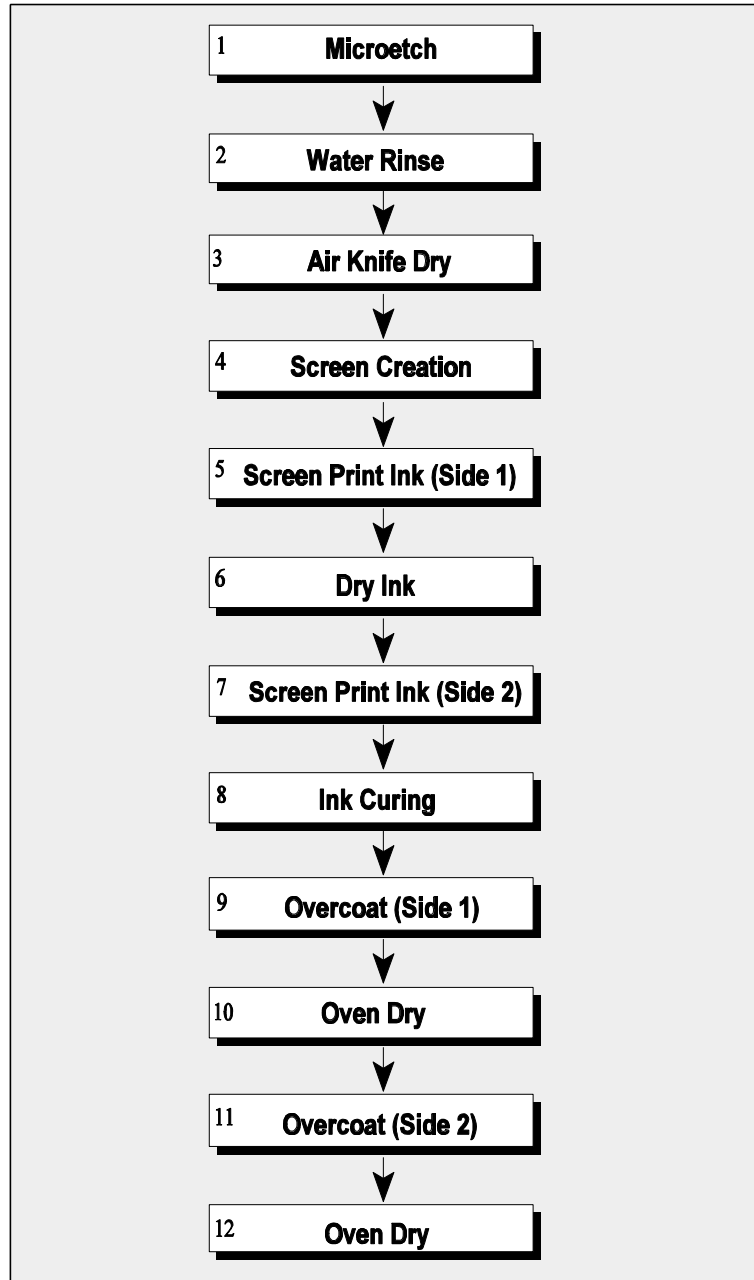 1 Microetch
2 Water Rinse
3 Air Knife Dry
4 Screen Creation
5 Screen Print Ink (Side 1)
6 Dry Ink
7 Screen Print Ink (Side 2)
8 Ink Curing
9 Overcoat (Side 1)
10 Oven Dry
11 Overcoat (Side 2)
12 Oven Dry